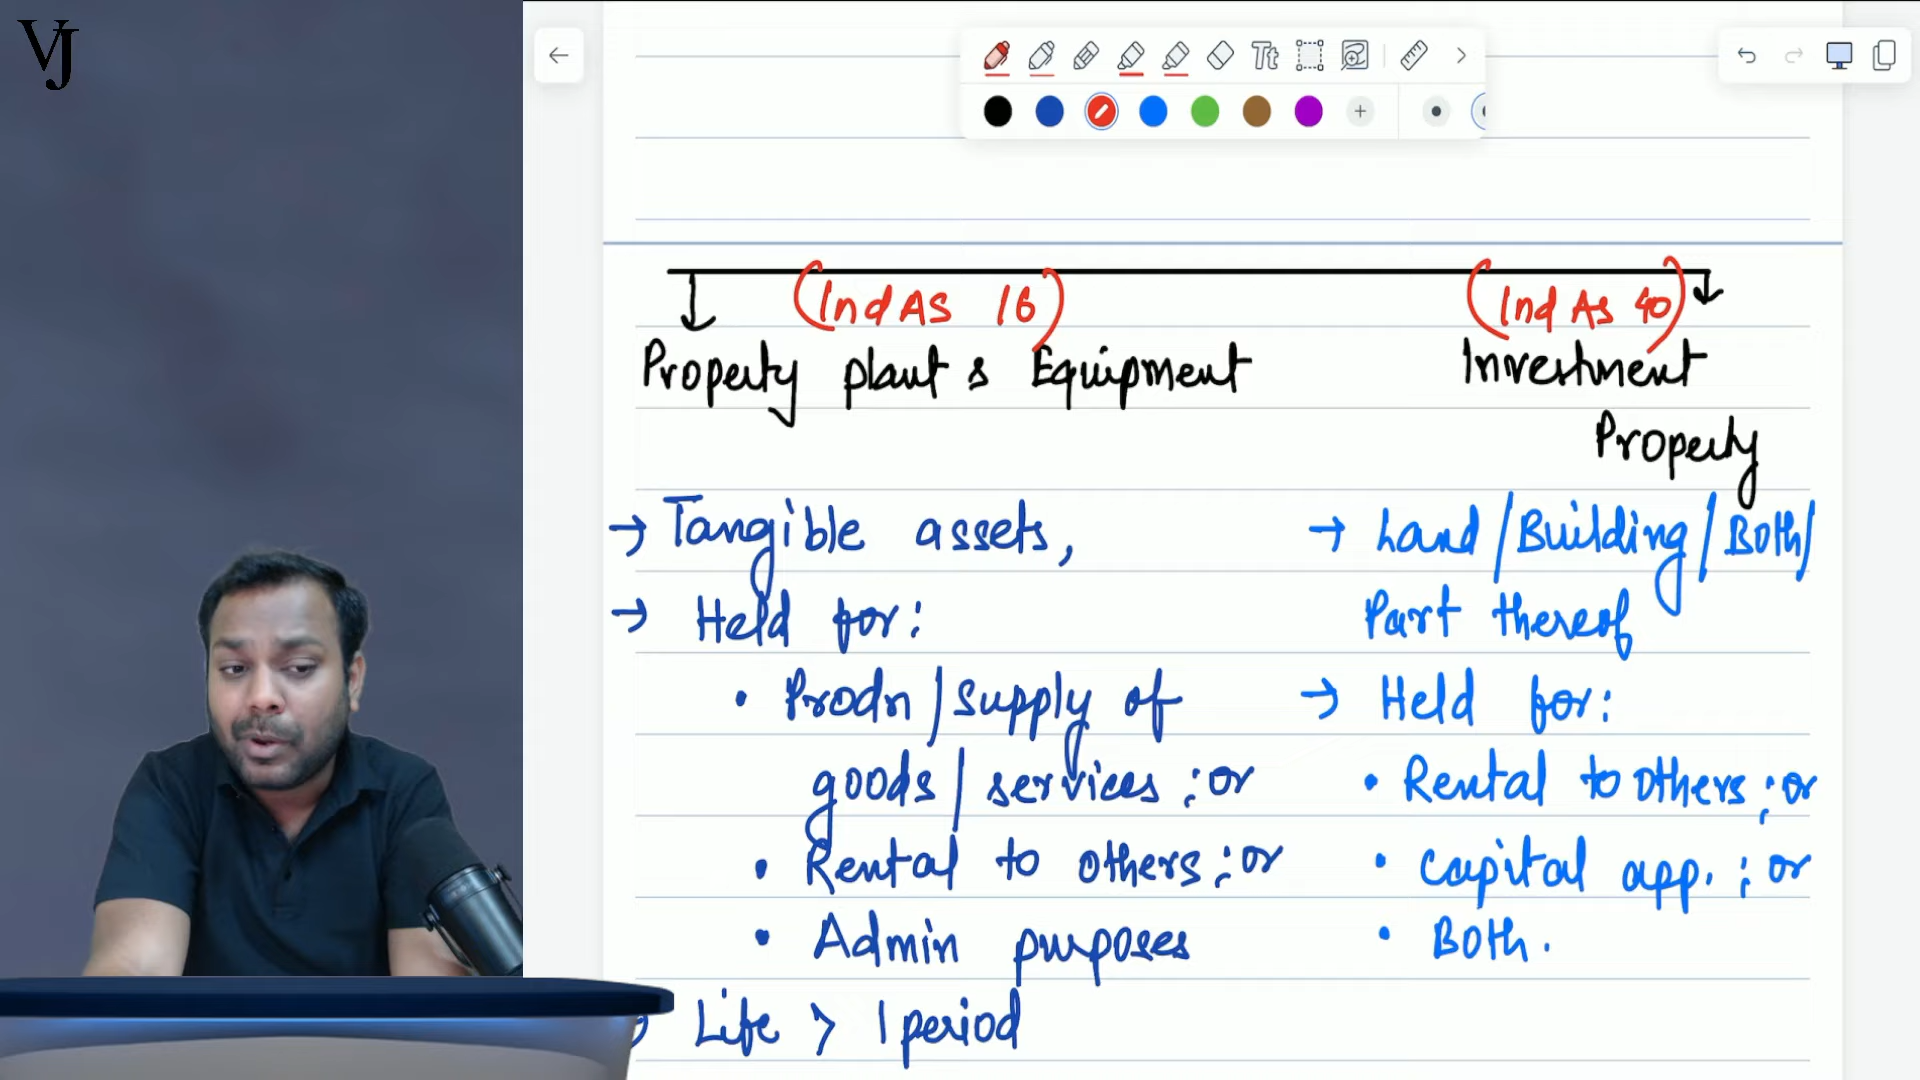 VJ
Tt
(Ind AS 16)
Property plant & Equipment
→ Tangible assets,
→ Held for:
• Prodn/supply of
goods/services ; or
• Rental to others ; or
• Admin purposes
Life > 1 period
(Ind As 40)
Investment
Property
→ Land/Building/Both/
Part thereof
→ Held for:
• Rental to others ; or
• Capital app. ; or
• Both.